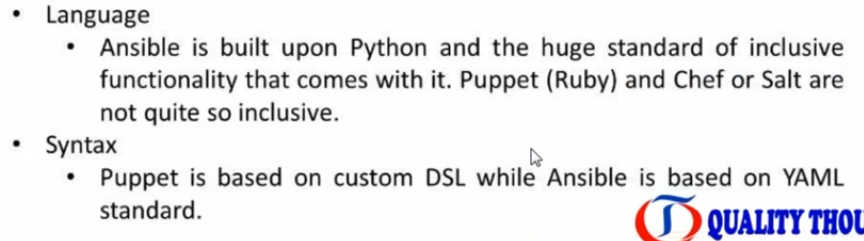 • Language
• Ansible is built upon Python and the huge standard of inclusive
functionality that comes with it. Puppet (Ruby) and Chef or Salt are
not quite so inclusive.
• Syntax
• Puppet is based on custom DSL while Ansible is based on YAML
standard.
QUALITY THOU